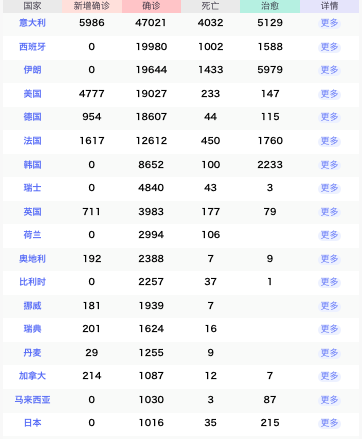 国家 新增确诊 确诊 死亡 治愈 详情
意大利 5986 47021 4032 5129 更多
西班牙 0 19980 1002 1588 更多
伊朗 0 19644 1433 5979 更多
美国 4777 19027 233 147 更多
德国 954 18607 44 115 更多
法国 1617 12612 450 1760 更多
韩国 0 8652 100 2233 更多
瑞士 0 4840 43 3 更多
英国 711 3983 177 79 更多
荷兰 0 2994 106 更多
奥地利 192 2388 7 9 更多
比利时 0 2257 37 1 更多
挪威 181 1939 7 更多
瑞典 201 1624 16 更多
丹麦 29 1255 9 更多
加拿大 214 1087 12 7 更多
马来西亚 0 1030 3 87 更多
日本 0 1016 35 215 更多